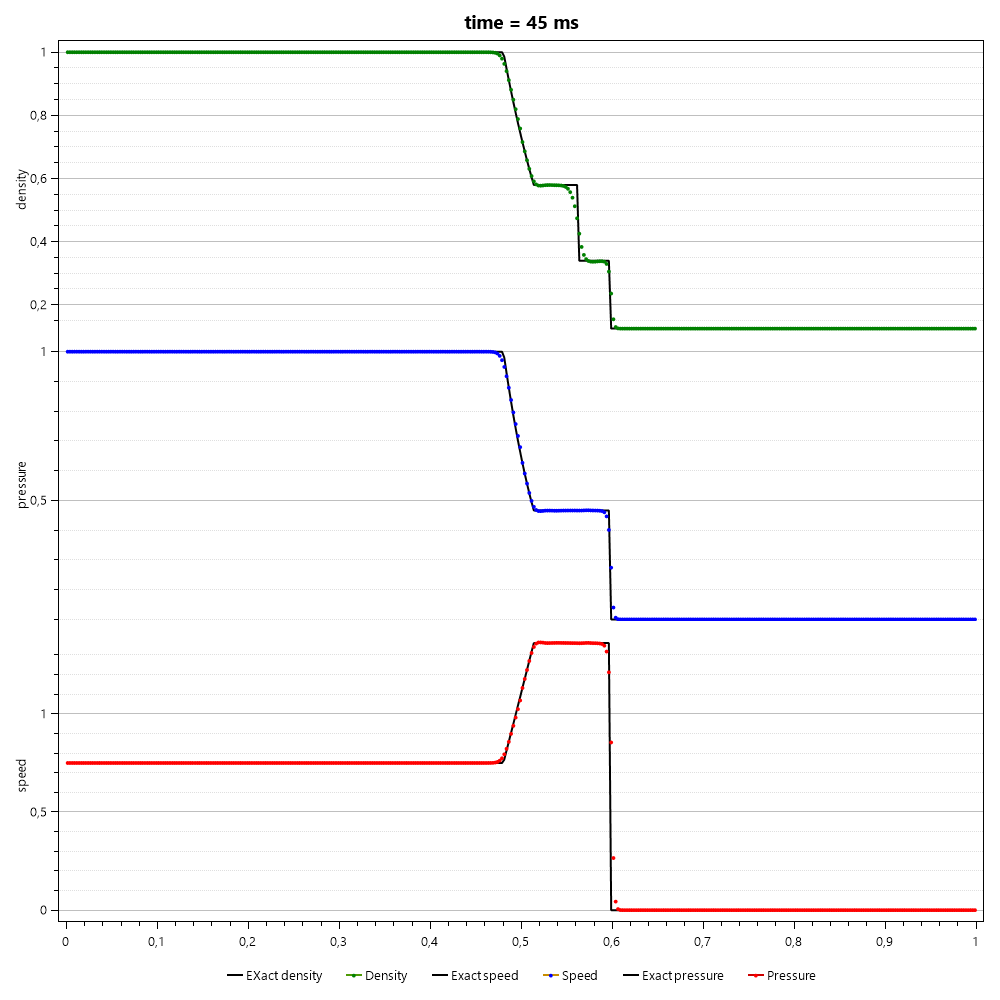 time = 45 ms
1
0,8
0,6
0,4
0,2
density
1
0,5
pressure
1
0,5
0
speed
0 0,1 0,2 0,3 0,4 0,5 0,6 0,7 0,8 0,9 1
EXact density Density Exact speed Speed Exact pressure Pressure